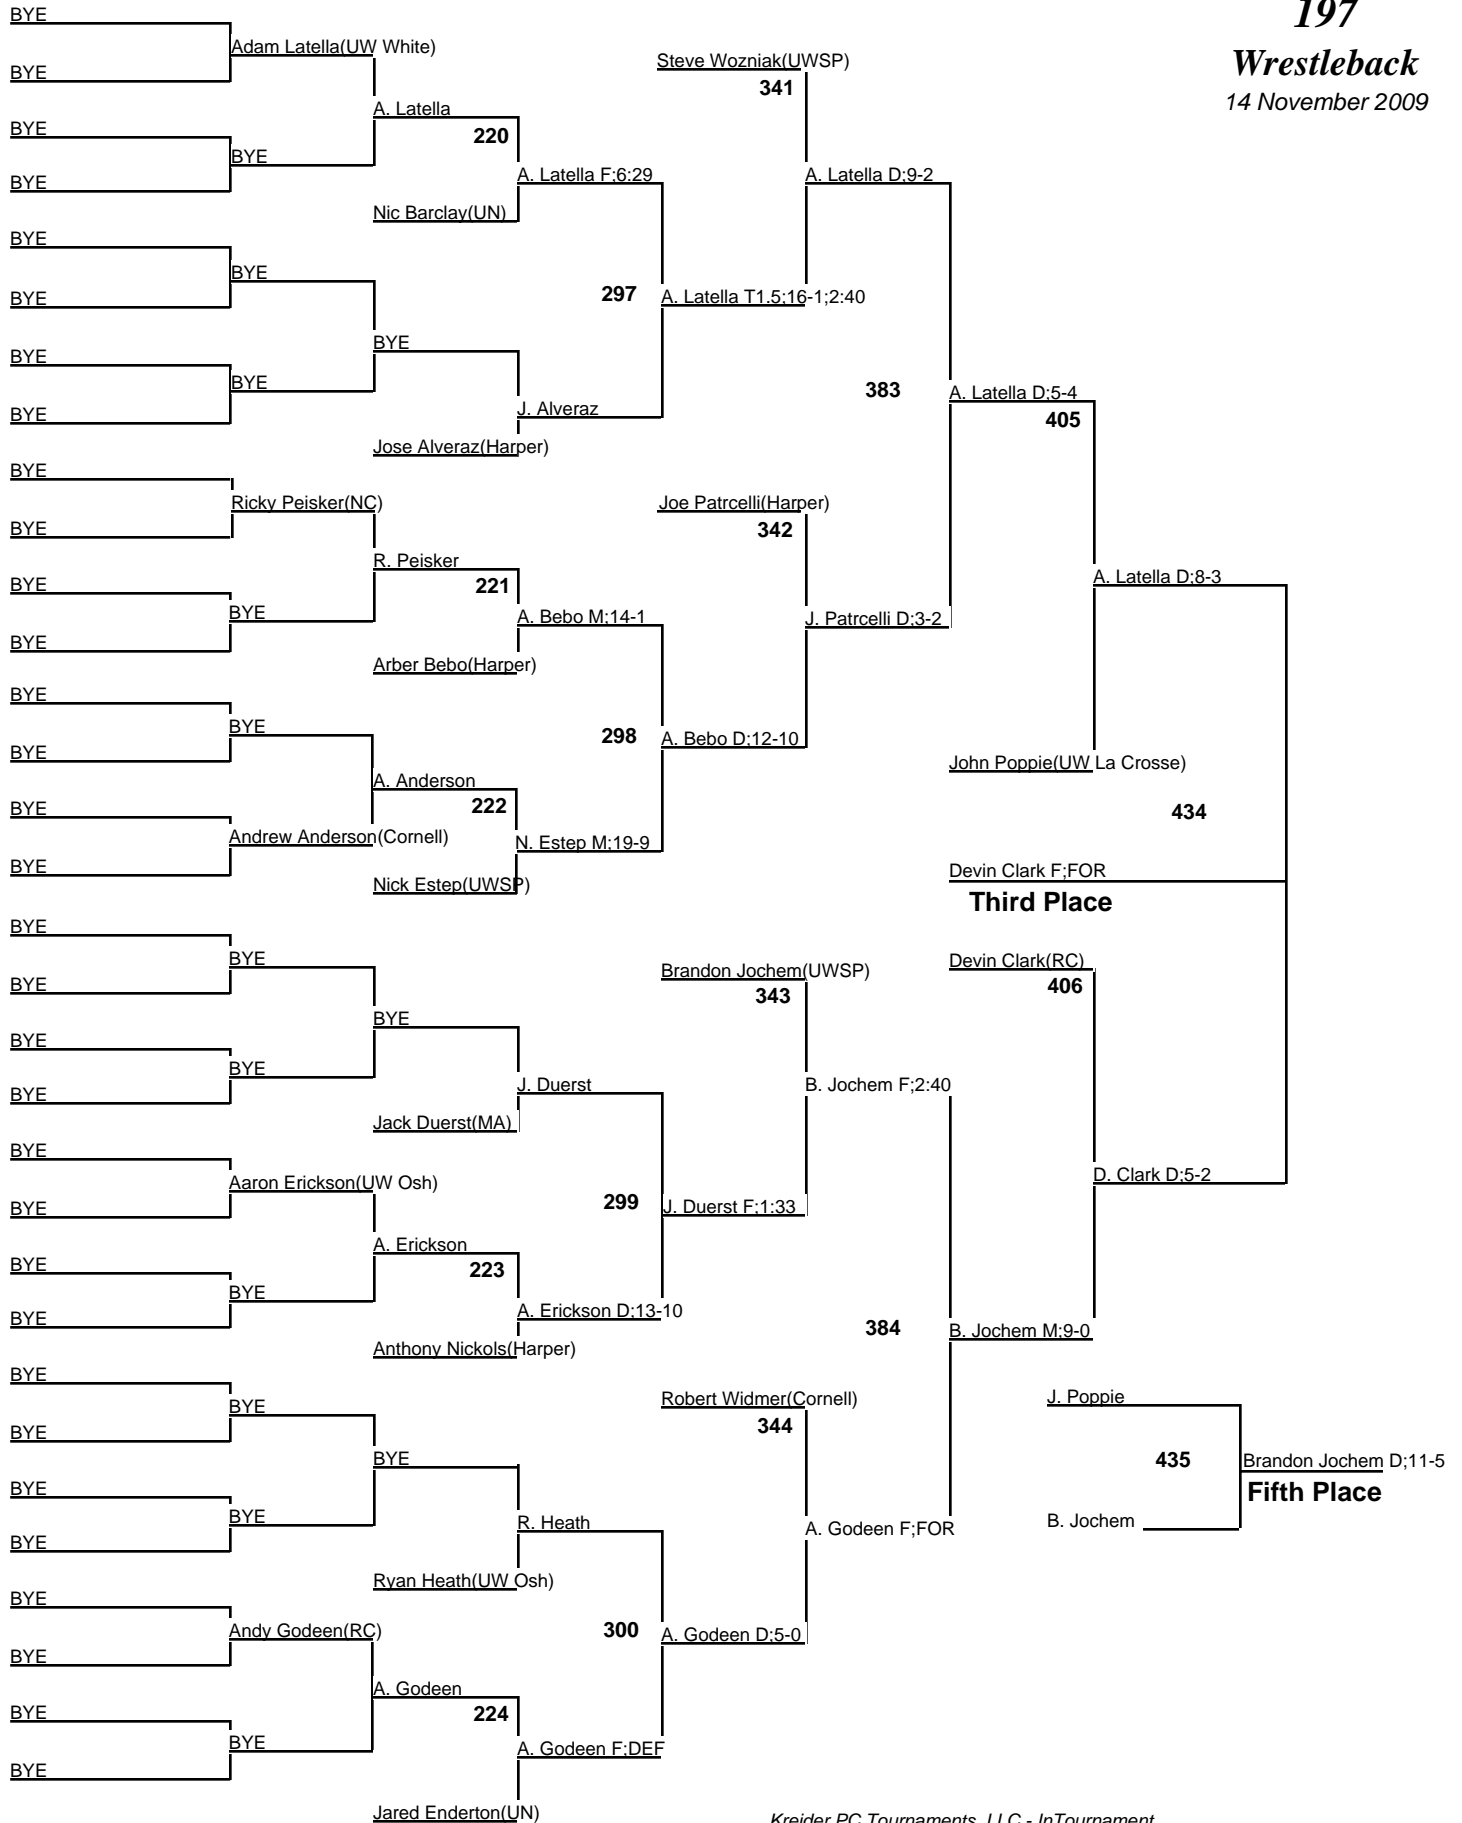 197
Wrestleback
14 November 2009
BYE
Adam Latella(UW White)
BYE
A. Latella
220
BYE
BYE
BYE
A. Latella F;6:29
Nic Barclay(UN)
BYE
BYE
BYE
297
A. Latella T1.5;16-1;2:40
BYE
BYE
BYE
BYE
J. Alveraz
Jose Alveraz(Harper)
Steve Wozniak(UWSP)
341
A. Latella D;9-2
383
A. Latella D;5-4
405
BYE
Ricky Peisker(NC)
BYE
R. Peisker
221
BYE
BYE
BYE
A. Bebo M;14-1
Arber Bebo(Harper)
Joe Patrcelli(Harper)
342
J. Patrcelli D;3-2
A. Latella D;8-3
BYE
BYE
BYE
298
A. Bebo D;12-10
A. Anderson
222
BYE
Andrew Anderson(Cornell)
BYE
N. Estep M;19-9
Nick Estep(UWSP)
John Poppie(UW La Crosse)
434
Devin Clark F;FOR
Third Place
BYE
BYE
BYE
BYE
BYE
BYE
BYE
J. Duerst
Jack Duerst(MA)
Brandon Jochem(UWSP)
343
B. Jochem F;2:40
Devin Clark(RC)
406
D. Clark D;5-2
BYE
Aaron Erickson(UW Osh)
BYE
299
J. Duerst F;1:33
A. Erickson
223
BYE
BYE
BYE
A. Erickson D;13-10
Anthony Nickols(Harper)
384
B. Jochem M;9-0
BYE
BYE
BYE
BYE
BYE
BYE
BYE
R. Heath
Ryan Heath(UW Osh)
Robert Widmer(Cornell)
344
A. Godeen F;FOR
J. Poppie
435
Brandon Jochem D;11-5
Fifth Place
B. Jochem
BYE
Andy Godeen(RC)
BYE
300
A. Godeen D;5-0
A. Godeen
224
BYE
BYE
BYE
A. Godeen F;DEF
Jared Enderton(UN)
Kreider PC Tournaments, LLC - InTournament